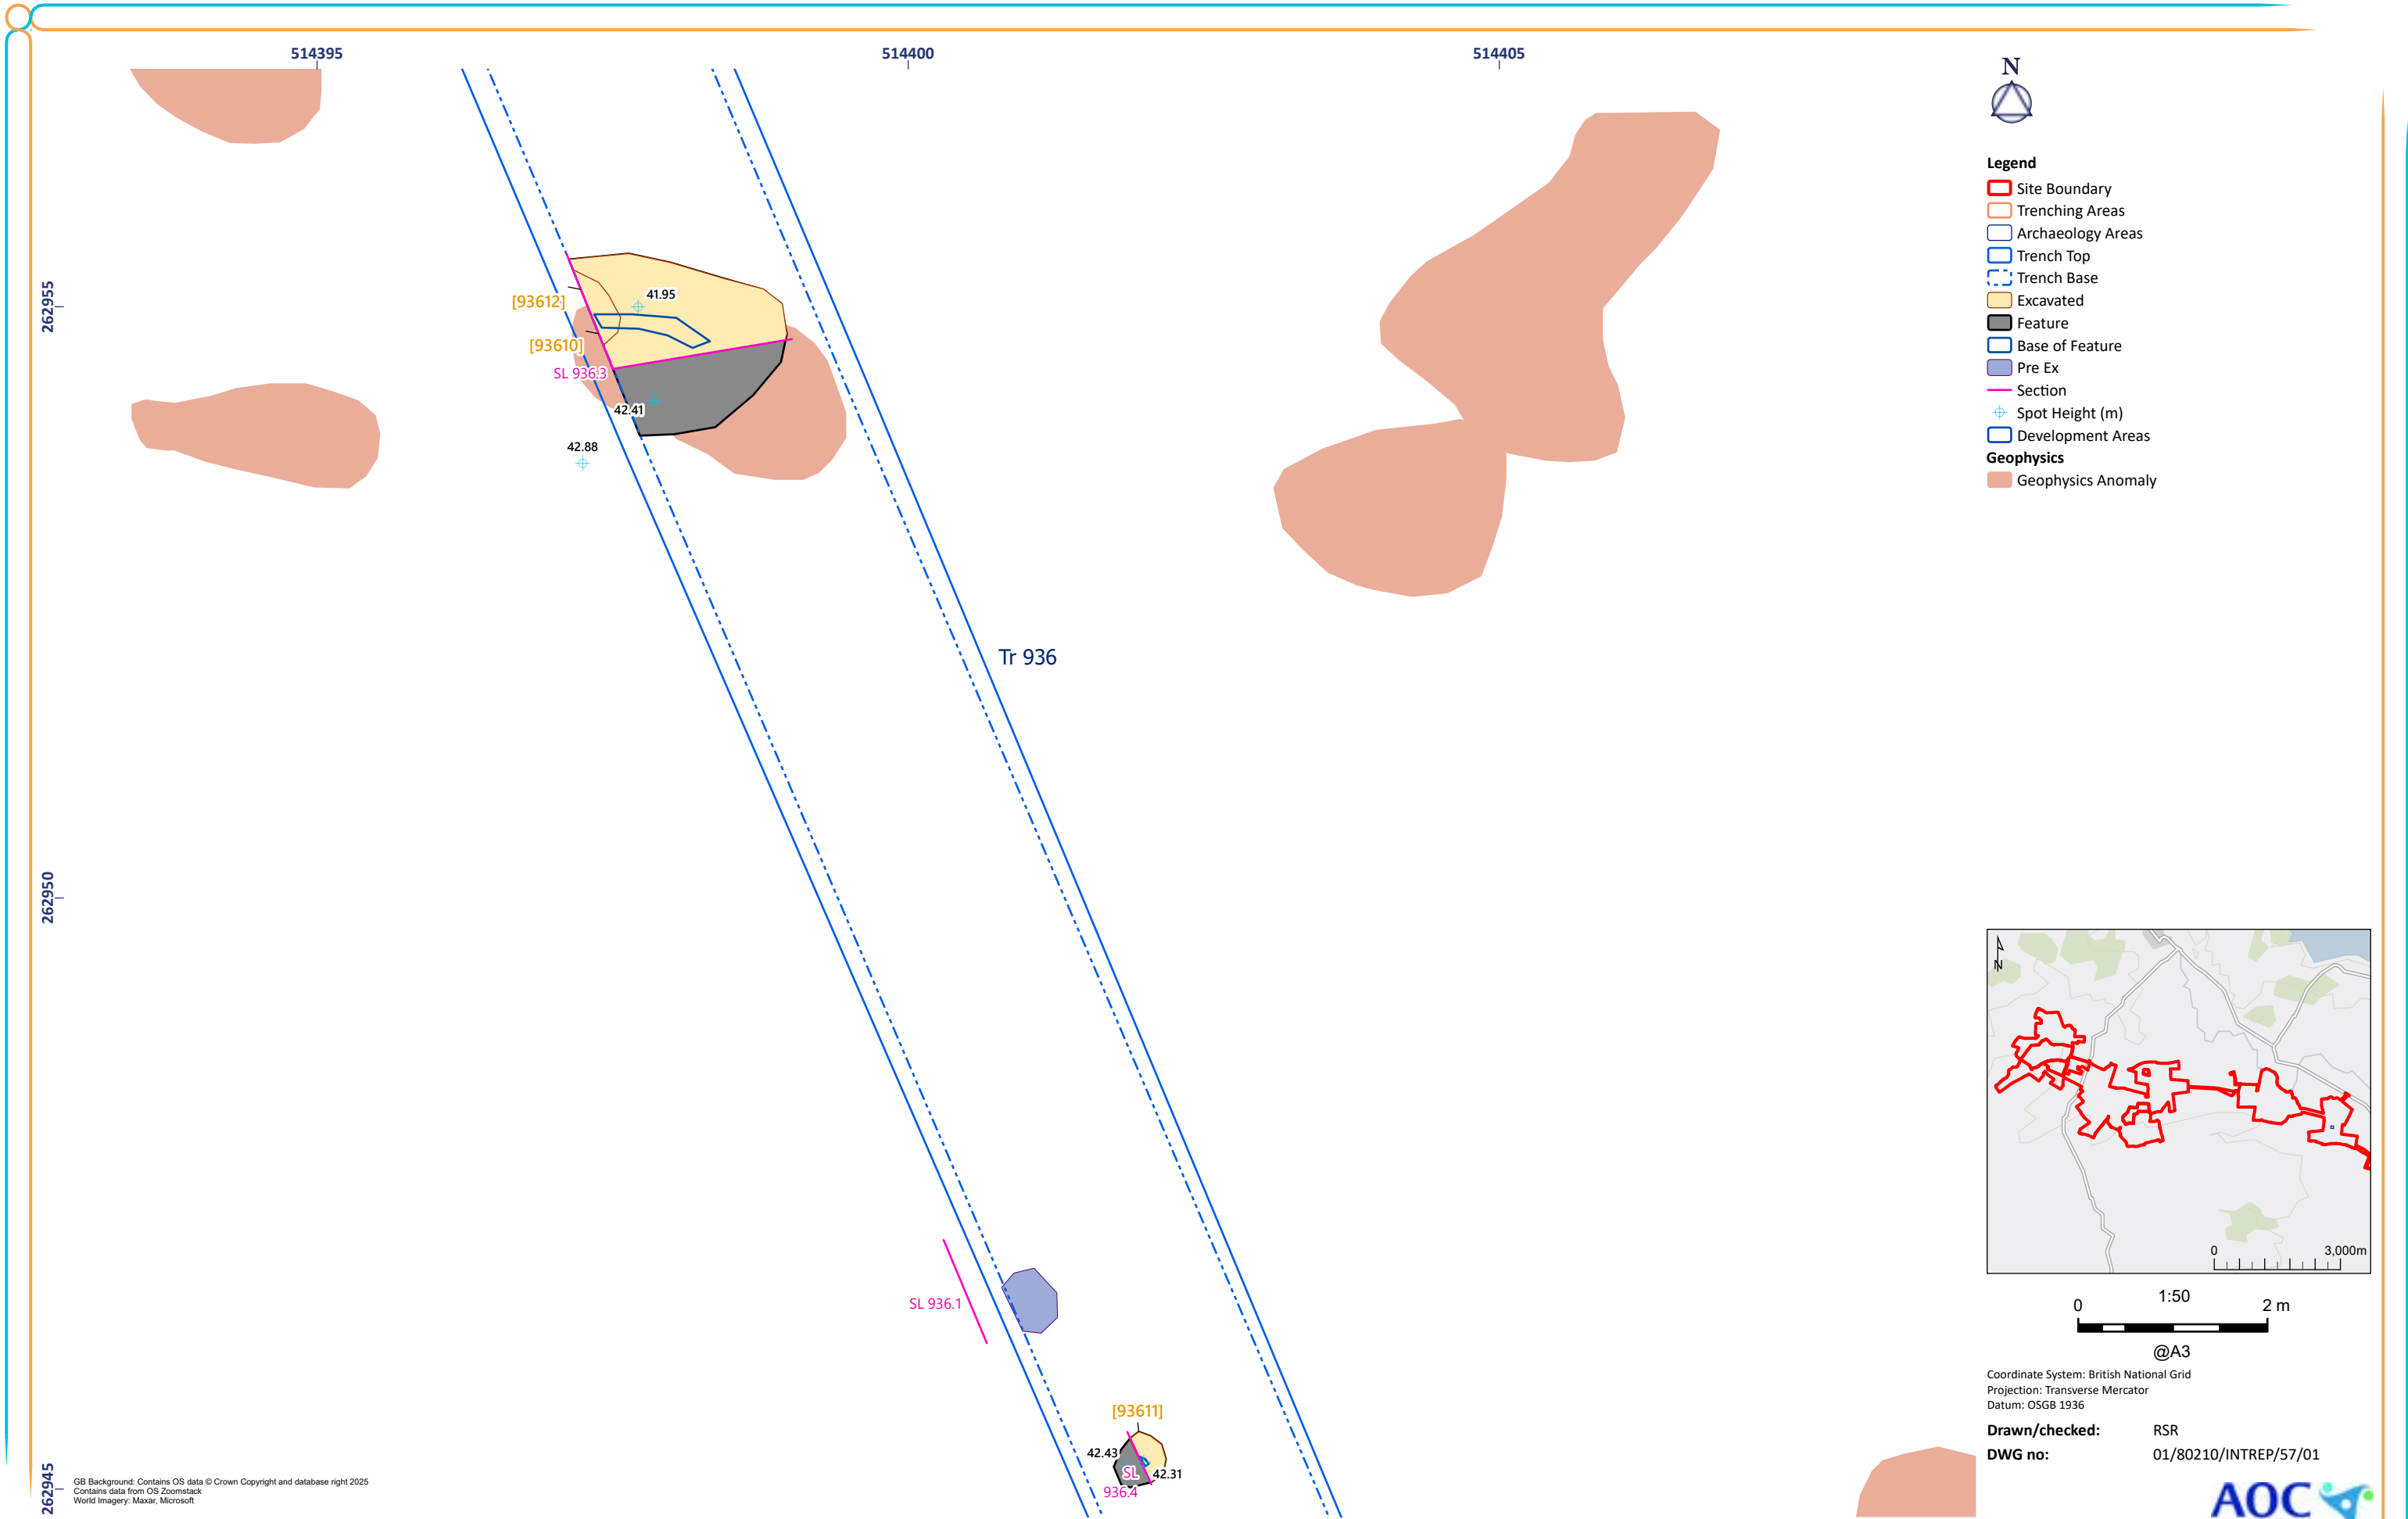 514395
514400
514405
262955
262950
262945
[93612]
41.95
[93610]
SL 936.3
42.41
42.88
Tr 936
SL 936.1
[93611]
42.43
SL
42.31
936.4
N
Legend
Site Boundary
Trenching Areas
Archaeology Areas
Trench Top
Trench Base
Excavated
Feature
Base of Feature
Pre Ex
Section
Spot Height (m)
Development Areas
Geophysics
Geophysics Anomaly
N
0 3,000m
1:50
0 2 m
@A3
Coordinate System: British National Grid
Projection: Transverse Mercator
Datum: OSGB 1936
Drawn/checked: RSR
DWG no: 01/80210/INTREP/57/01
AOC
GB Background: Contains OS data © Crown Copyright and database right 2025
Contains data from OS Zoomstack
World Imagery: Maxar, Microsoft